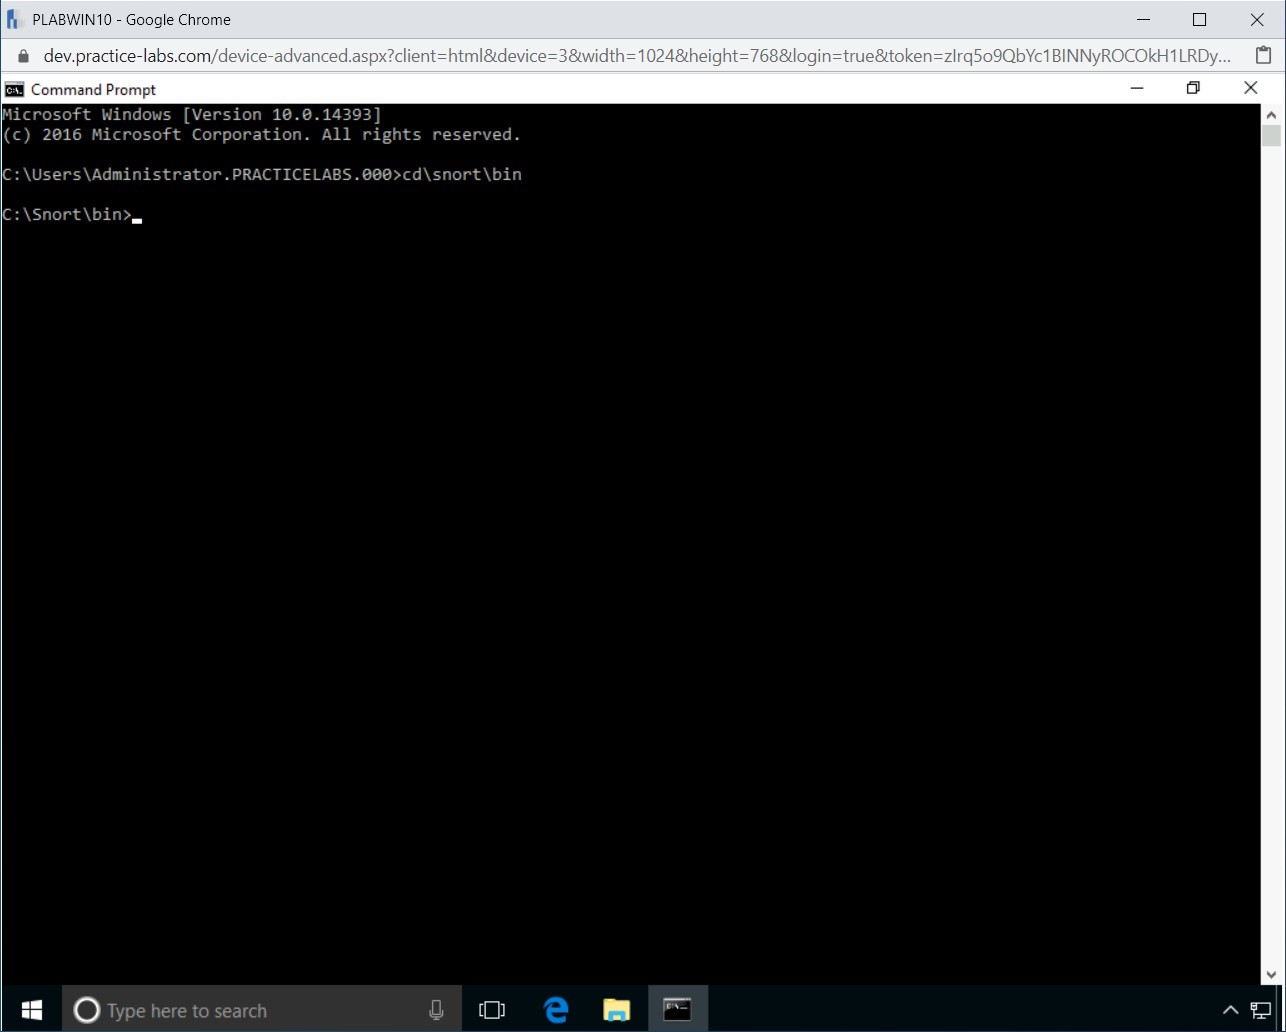 PLABWIN10 - Google Chrome
dev.practice-labs.com/device-advanced.aspx?client=html&device=3&width=1024&height=768&login=true&token=zIrq5o9QbYc1BINNyROCOkH1LRDy...
Command Prompt
Microsoft Windows [Version 10.0.14393]
(c) 2016 Microsoft Corporation. All rights reserved.
C:\Users\Administrator.PRACTICELABS.000>cd\snort\bin
C:\Snort\bin>
Type here to search